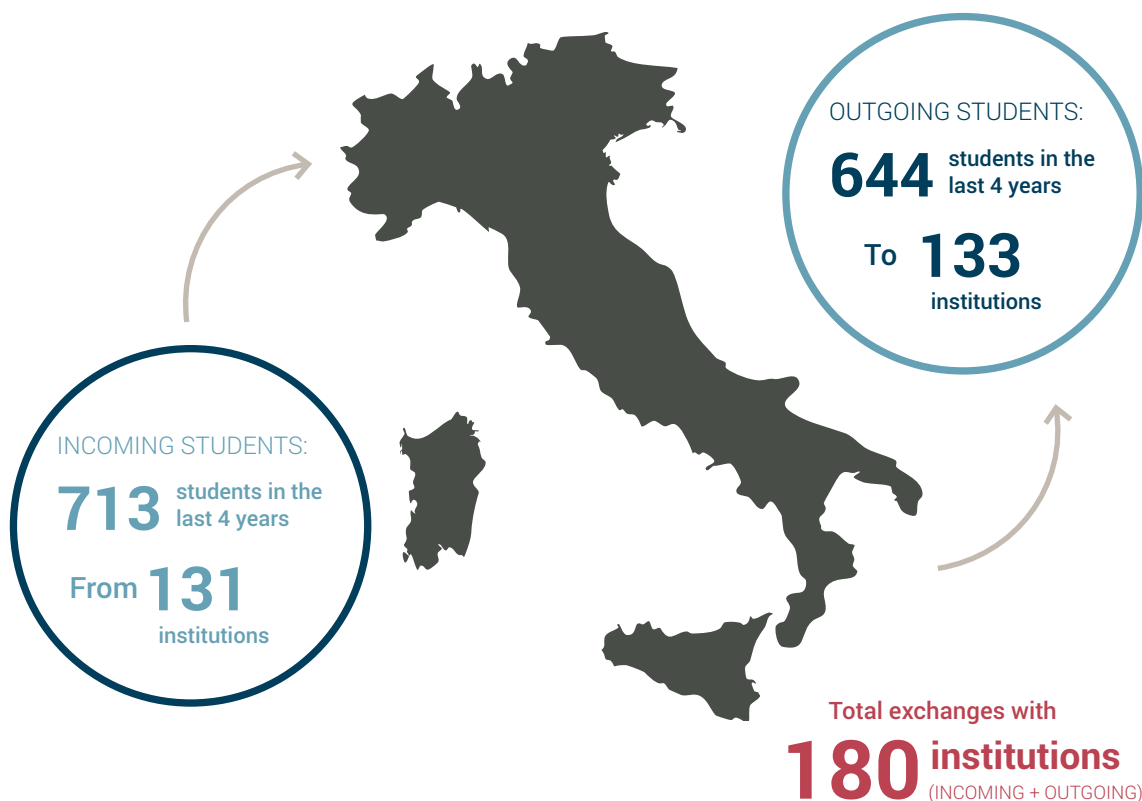 OUTGOING STUDENTS:
644 students in the
last 4 years
To 133
institutions
INCOMING STUDENTS:
713 students in the
last 4 years
From 131
institutions
Total exchanges with
180 institutions
(INCOMING + OUTGOING)